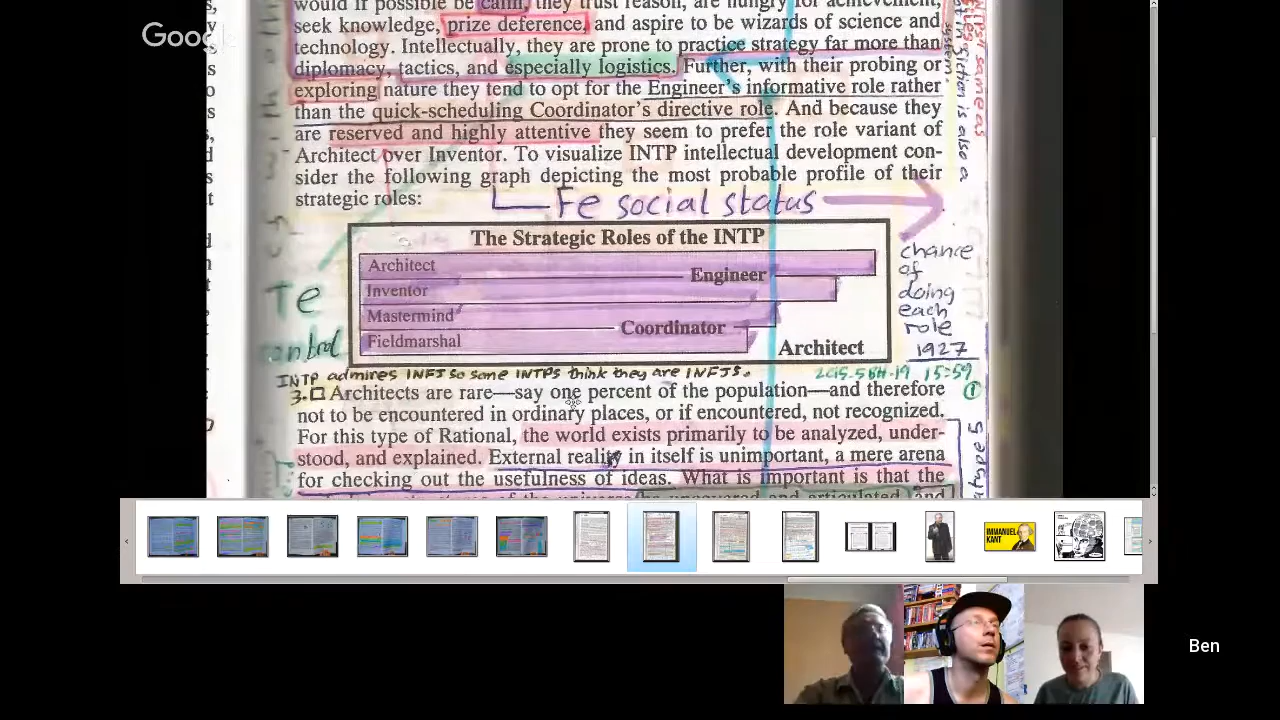 Google
would if possible be calm, they trust reason, are hungry for achievement,
seek knowledge, prize deference, and aspire to be wizards of science and
technology. Intellectually, they are prone to practice strategy far more than
diplomacy, tactics, and especially logistics. Further, with their probing or
exploring nature they tend to opt for the Engineer's informative role rather
than the quick-scheduling Coordinator's directive role. And because they
are reserved and highly attentive they seem to prefer the role variant of
Architect over Inventor. To visualize INTP intellectual development con-
sider the following graph depicting the most probable profile of their
strategic roles:
Fe social status
The Strategic Roles of the INTP
Architect
Engineer
Inventor
Mastermind
Coordinator
Fieldmarshal
Architect
Te
chance
of
doing
each
role
1927
INTP admires INFJ so some INTPs think they are INFJS.
15:59
3. Architects are rare—say one percent of the population—and therefore
1
not to be encountered in ordinary places, or if encountered, not recognized.
For this type of Rational, the world exists primarily to be analyzed, under-
stood, and explained. External reality in itself is unimportant, a mere arena
for checking out the usefulness of ideas. What is important is that the
IMMANUEL
KANT
Ben